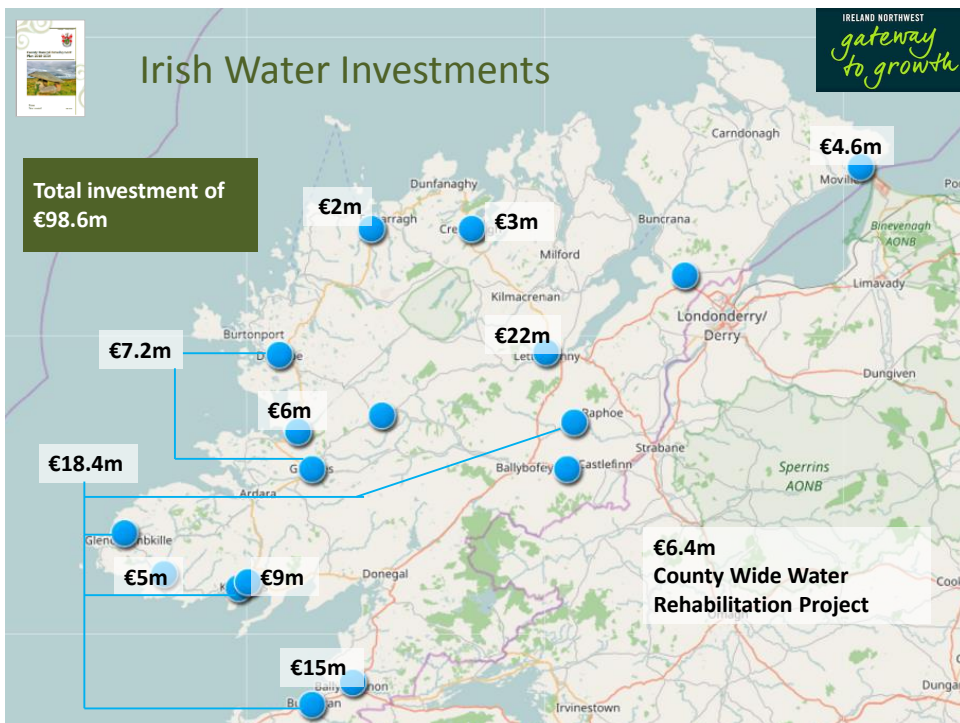 IRELAND NORTHWEST
gateway
to growth
Irish Water Investments
Total investment of
€98.6m
Carndonagh
€4.6m
Moville
Dunfanaghy
€2m
€3m
Buncrana
Binevenagh
AONB
Milford
Limavady
Kilmacrenan
Londonderry/
Derry
Burtonport
€7.2m
€22m
Dungiven
€6m
Raphoe
Strabane
€18.4m
Ballybofey
Castlefinn
Sperrins
AONB
Ardara
€5m
€9m
Donegal
€6.4m
County Wide Water
Rehabilitation Project
€15m
Irvinestown